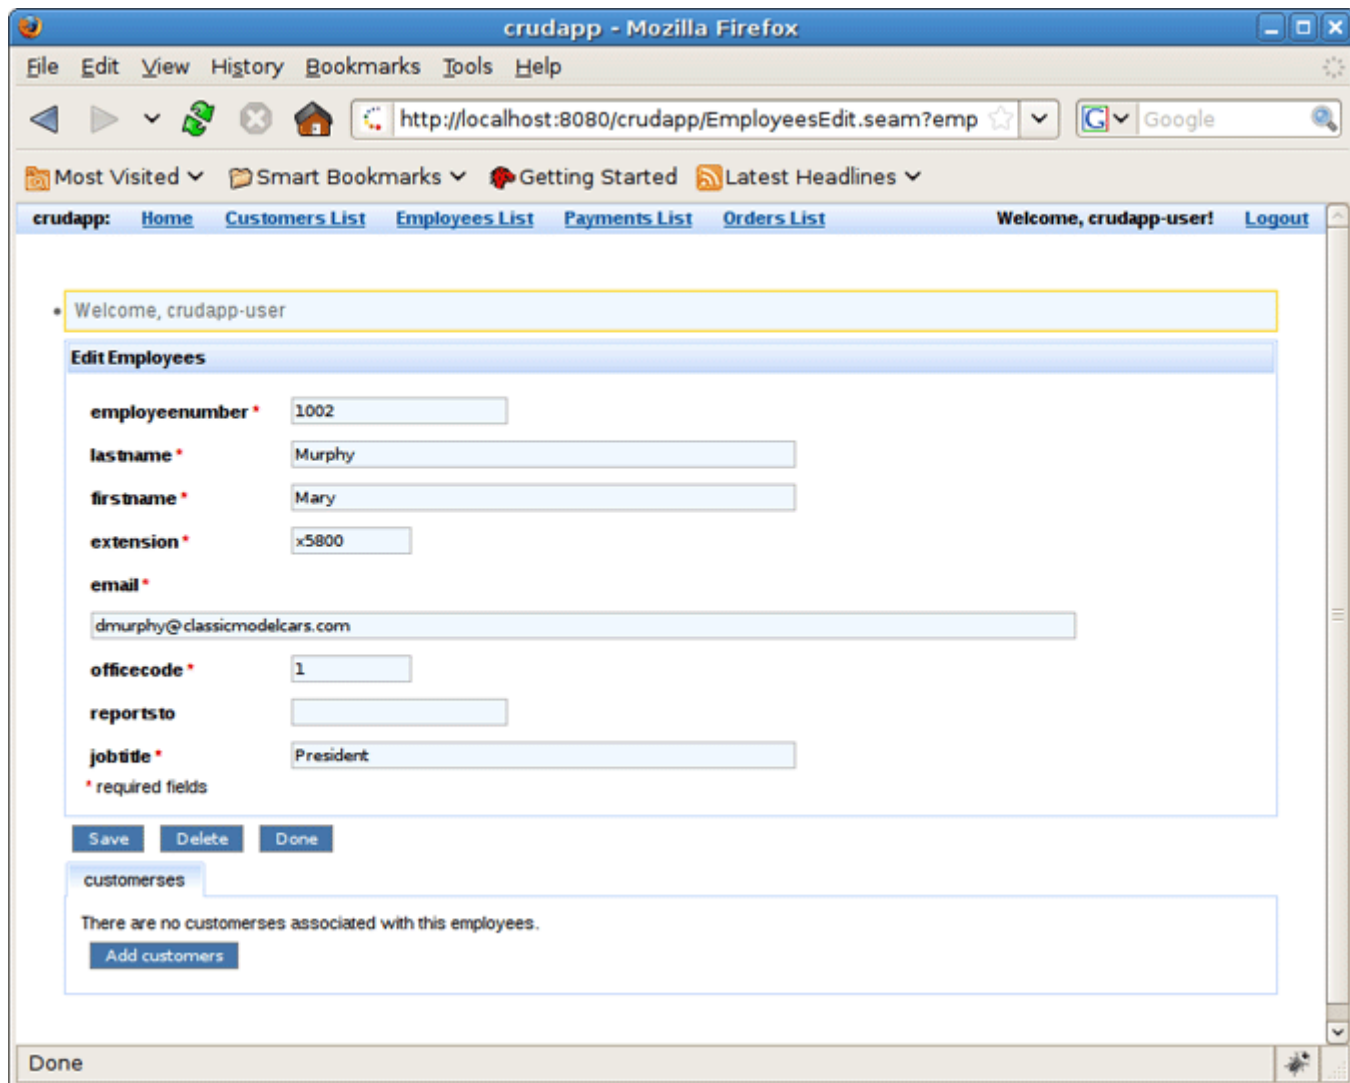 crudapp - Mozilla Firefox
File Edit View History Bookmarks Tools Help
http://localhost:8080/crudapp/EmployeesEdit.seam?emp G Google
Most Visited Smart Bookmarks Getting Started Latest Headlines
crudapp: Home Customers List Employees List Payments List Orders List Welcome, crudapp-user! Logout
• Welcome, crudapp-user
Edit Employees
employeenumber * 1002
lastname * Murphy
firstname * Mary
extension * x5800
email *
dmurphy@classicmodelcars.com
officecode * 1
reportsto
jobtitle * President
* required fields
Save Delete Done
customerses
There are no customerses associated with this employees.
Add customers
Done